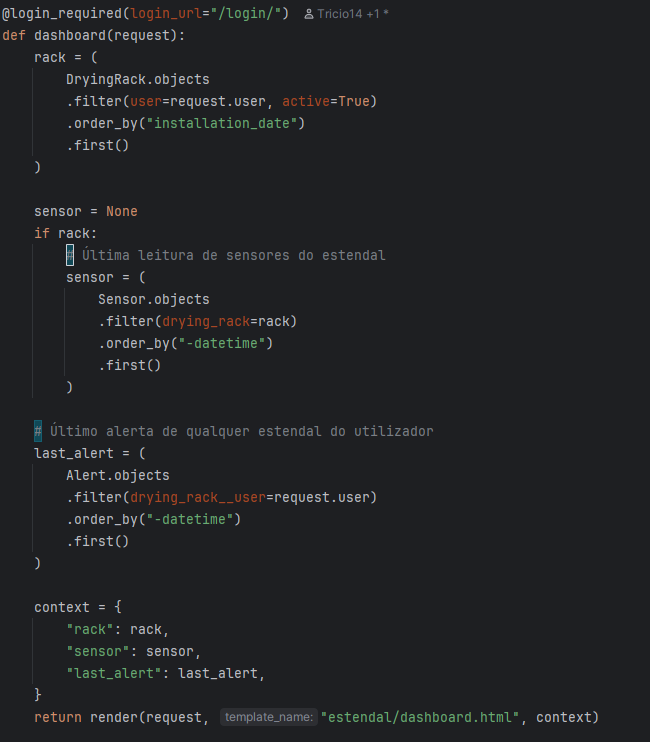 @login_required(login_url="/login/") Tricio14 +1 *
def dashboard(request):
    rack = (
        DryingRack.objects
        .filter(user=request.user, active=True)
        .order_by("installation_date")
        .first()
    )

    sensor = None
    if rack:
        # Última leitura de sensores do estendal
        sensor = (
            Sensor.objects
            .filter(drying_rack=rack)
            .order_by("-datetime")
            .first()
        )

    # Último alerta de qualquer estendal do utilizador
    last_alert = (
        Alert.objects
        .filter(drying_rack__user=request.user)
        .order_by("-datetime")
        .first()
    )

    context = {
        "rack": rack,
        "sensor": sensor,
        "last_alert": last_alert,
    }
    return render(request, template_name: "estendal/dashboard.html", context)